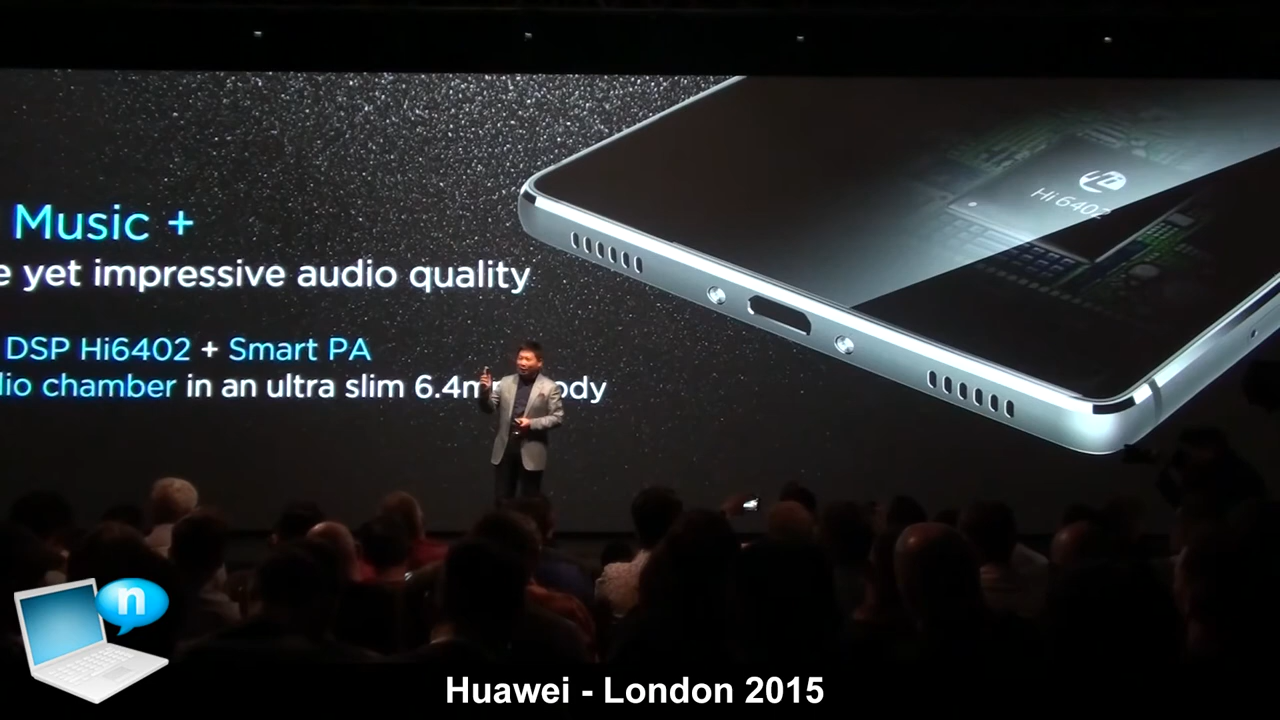 Music +
e yet impressive audio quality
DSP Hi6402 + Smart PA
dio chamber in an ultra slim 6.4m ody
Hi 6402
n
Huawei - London 2015